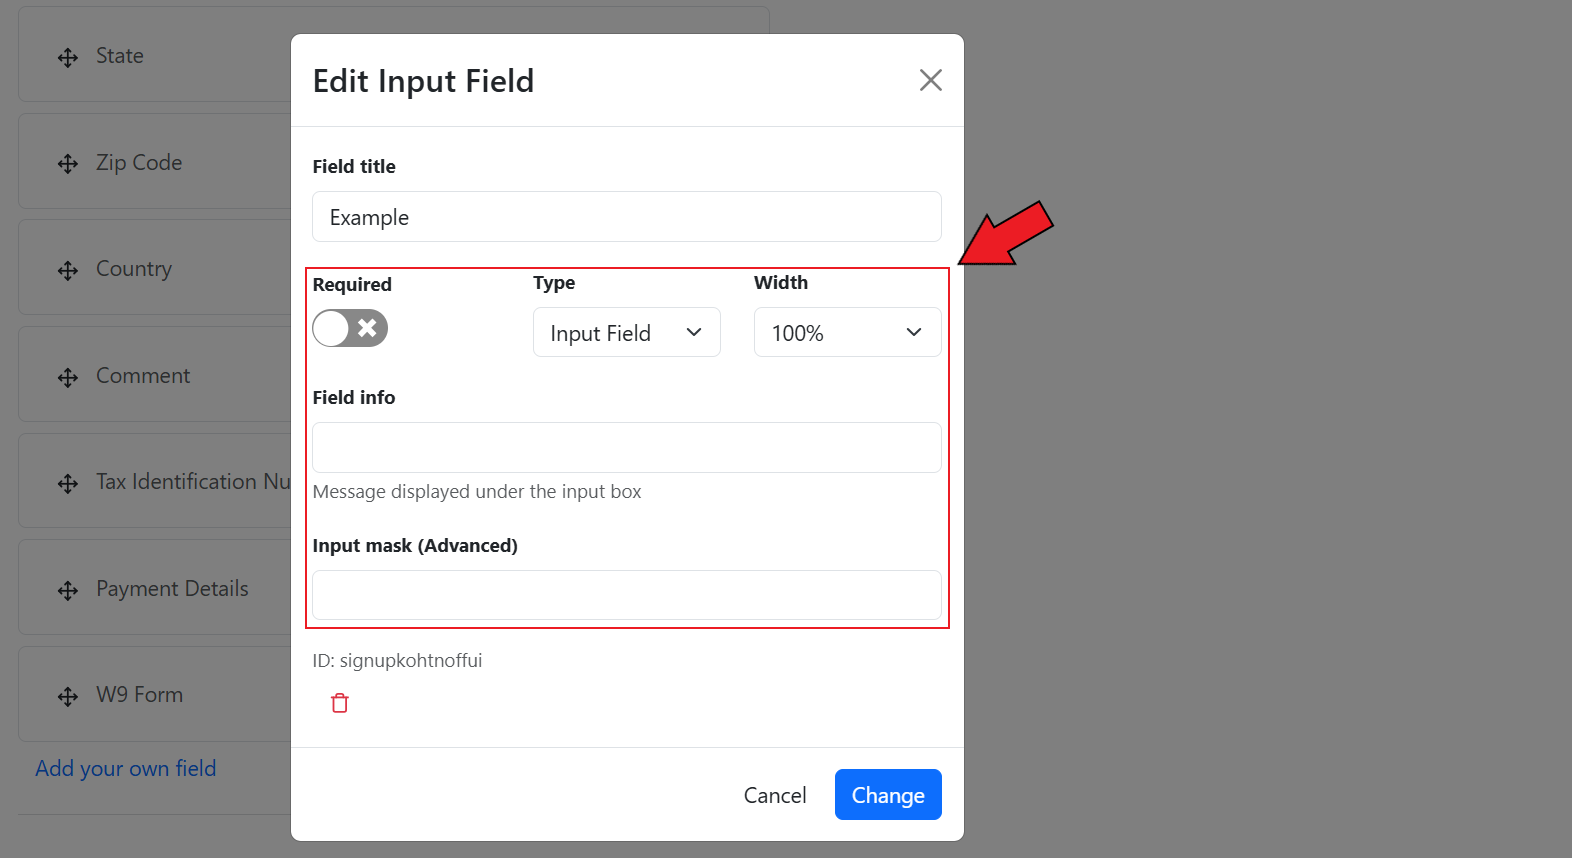 State
Zip Code
Country
Comment
Tax Identification Nu
Payment Details
W9 Form
Add your own field
Edit Input Field
Field title
Example
Required
Type
Width
Input Field
100%
Field info
Message displayed under the input box
Input mask (Advanced)
ID: signupkohtnoffui
Cancel
Change